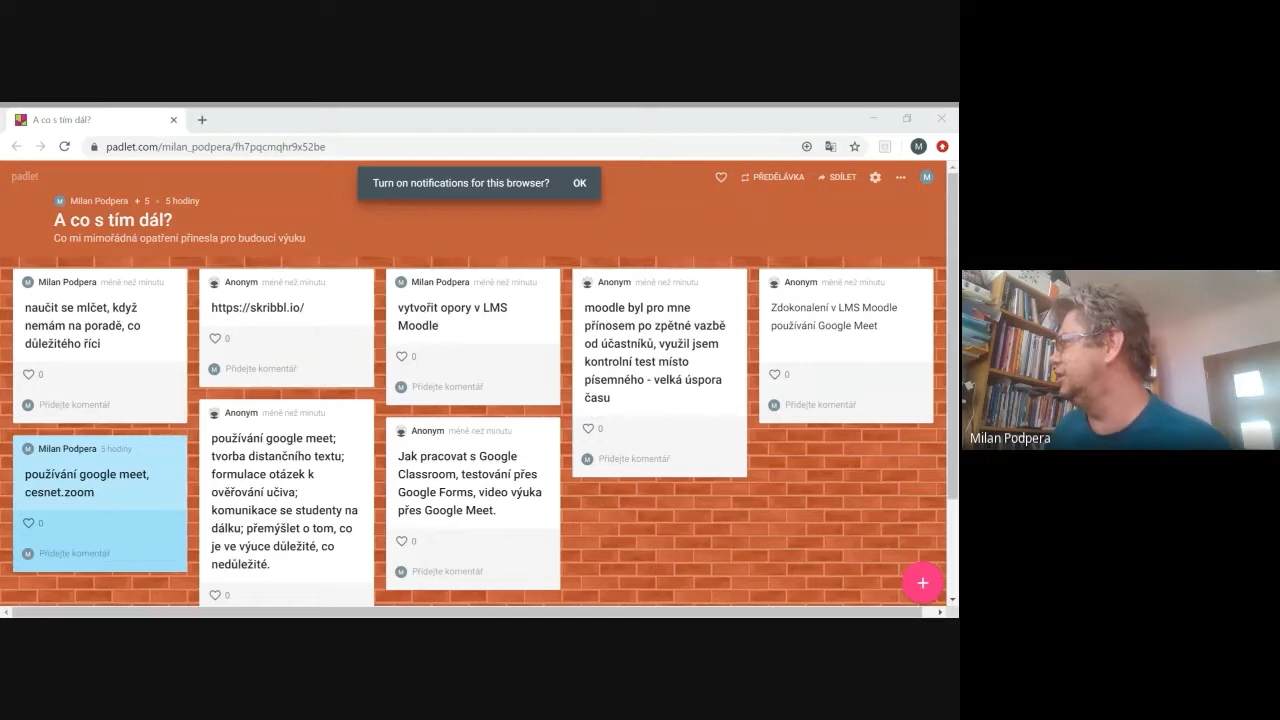 A co s tím dál?
padlet.com/milan_podpera/fh7pqcmqhr9x52be
M
padlet
Turn on notifications for this browser? OK
PŘEDĚLÁVKA
SDÍLET
M
M Milan Podpera + 5 • 5 hodiny
A co s tím dál?
Co mi mimořádná opatření přinesla pro budoucí výuku
M Milan Podpera méně než minutu
naučit se mlčet, když
nemám na poradě, co
důležitého říci
0
M Přidejte komentář
M Milan Podpera 5 hodiny
používání google meet,
cesnet.zoom
0
M Přidejte komentář
Anonym méně než minutu
https://skribbl.io/
0
M Přidejte komentář
Anonym méně než minutu
používání google meet;
tvorba distančního textu;
formulace otázek k
ověřování učiva;
komunikace se studenty na
dálku; přemýšlet o tom, co
je ve výuce důležité, co
nedůležité.
0
M Milan Podpera méně než minutu
vytvořit opory v LMS
Moodle
0
M Přidejte komentář
Anonym méně než minutu
Jak pracovat s Google
Classroom, testování přes
Google Forms, video výuka
přes Google Meet.
0
M Přidejte komentář
Anonym méně než minutu
moodle byl pro mne
přínosem po zpětné vazbě
od účastníků, využil jsem
kontrolní test místo
písemného - velká úspora
času
0
M Přidejte komentář
Anonym méně než minutu
Zdokonalení v LMS Moodle
používání Google Meet
0
M Přidejte komentář
Milan Podpera